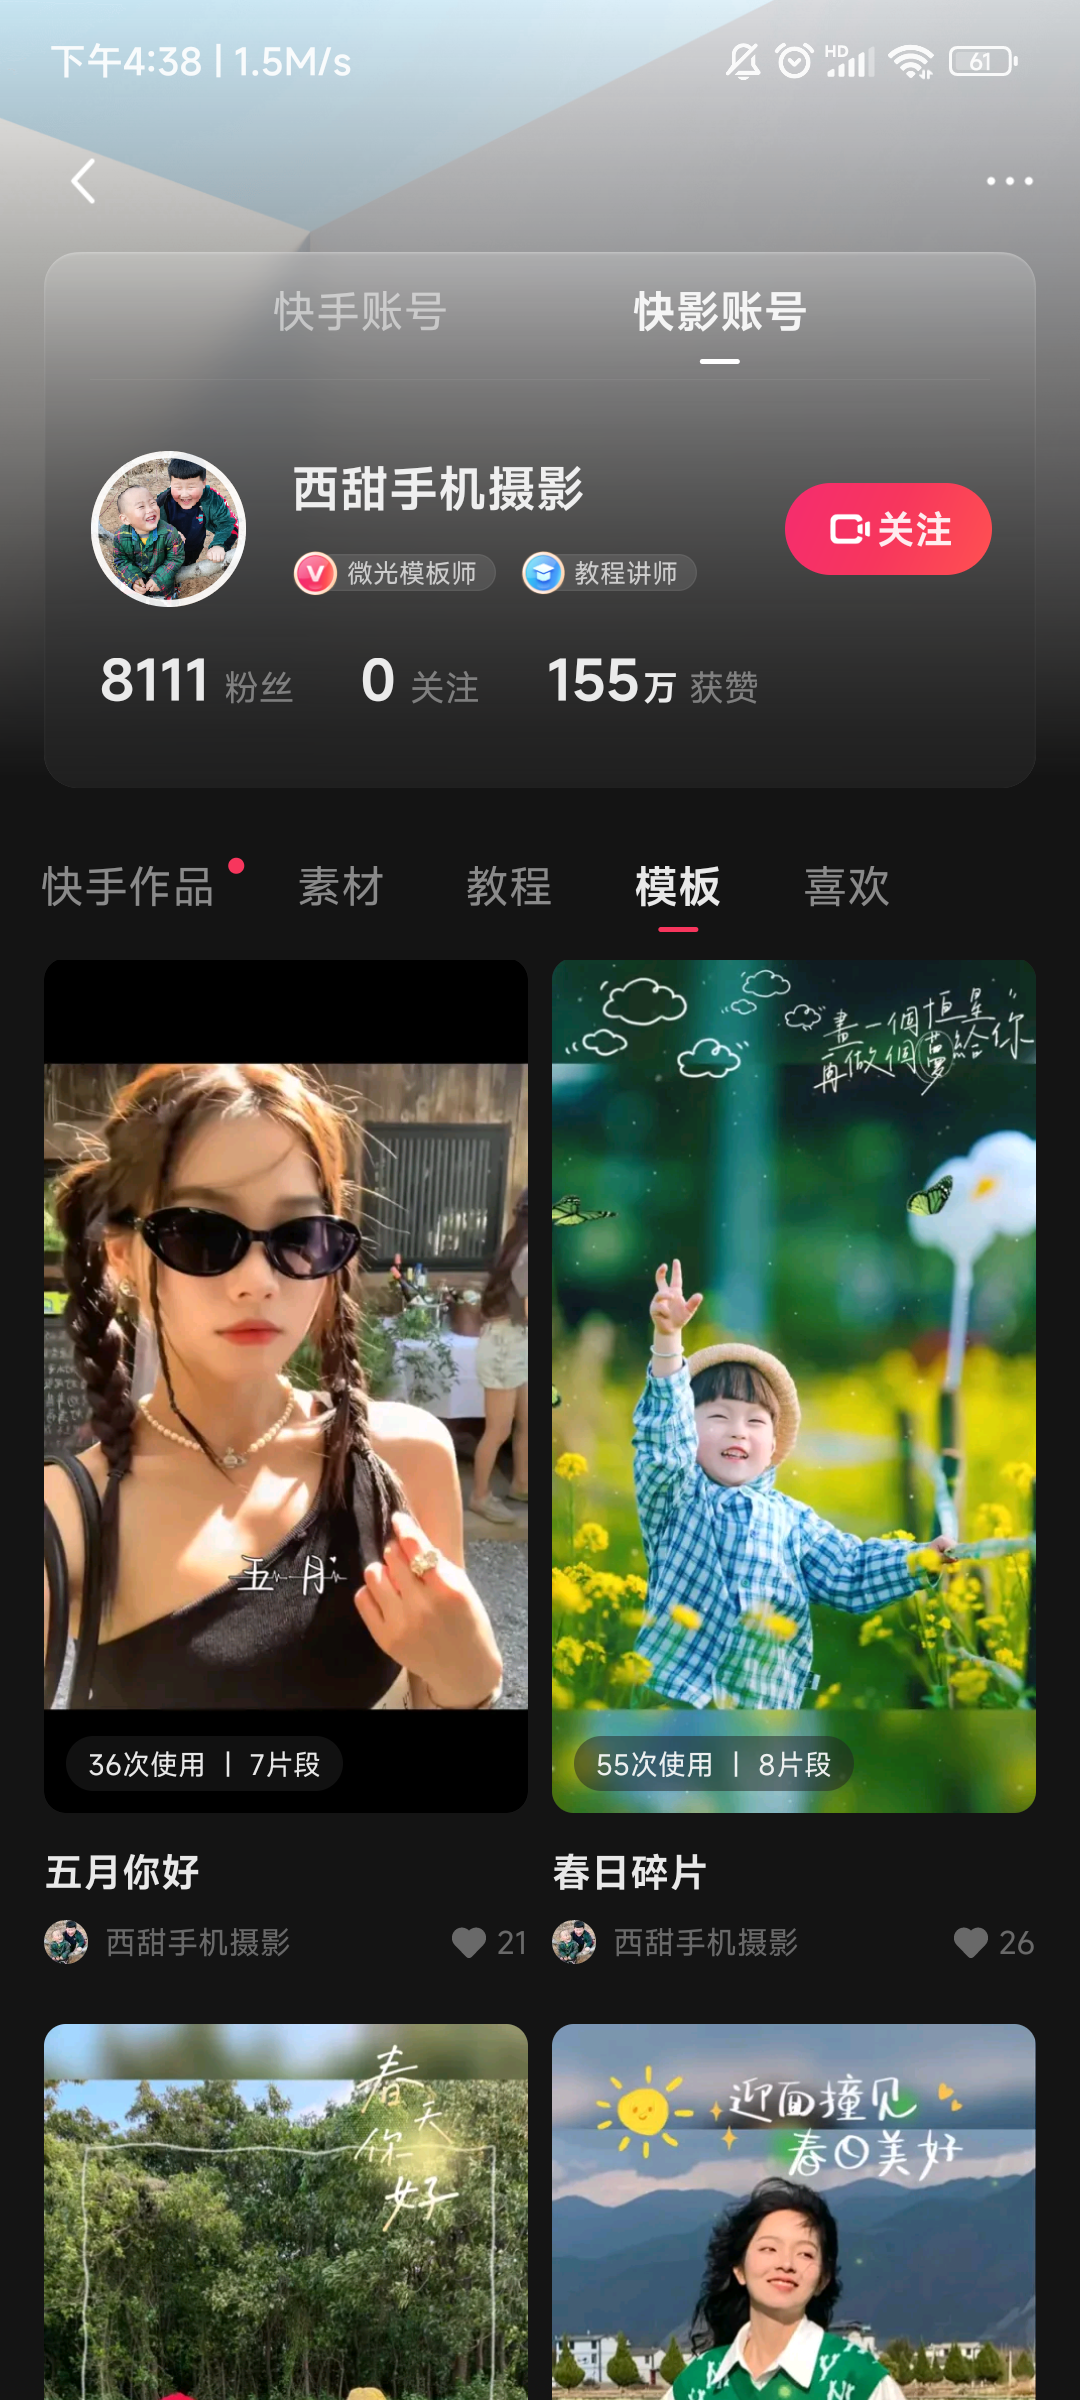 下午4:38 | 1.5M/s
HD
61
快手账号
快影账号
西甜手机摄影
关注
V 微光模板师
教程讲师
8111 粉丝
0 关注
155万 获赞
快手作品
素材
教程
模板
喜欢
五月
36次使用 | 7片段
畫一個恒星給你
再做個夢
55次使用 | 8片段
五月你好
西甜手机摄影
21
春日碎片
西甜手机摄影
26
春天
你好
迎面撞见
春日美好